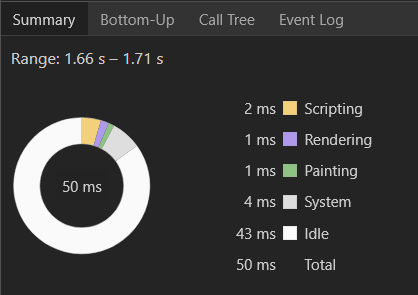 Summary Bottom-Up Call Tree Event Log
Range: 1.66 s – 1.71 s
2 ms Scripting
1 ms Rendering
1 ms Painting
50 ms
4 ms System
43 ms Idle
50 ms Total